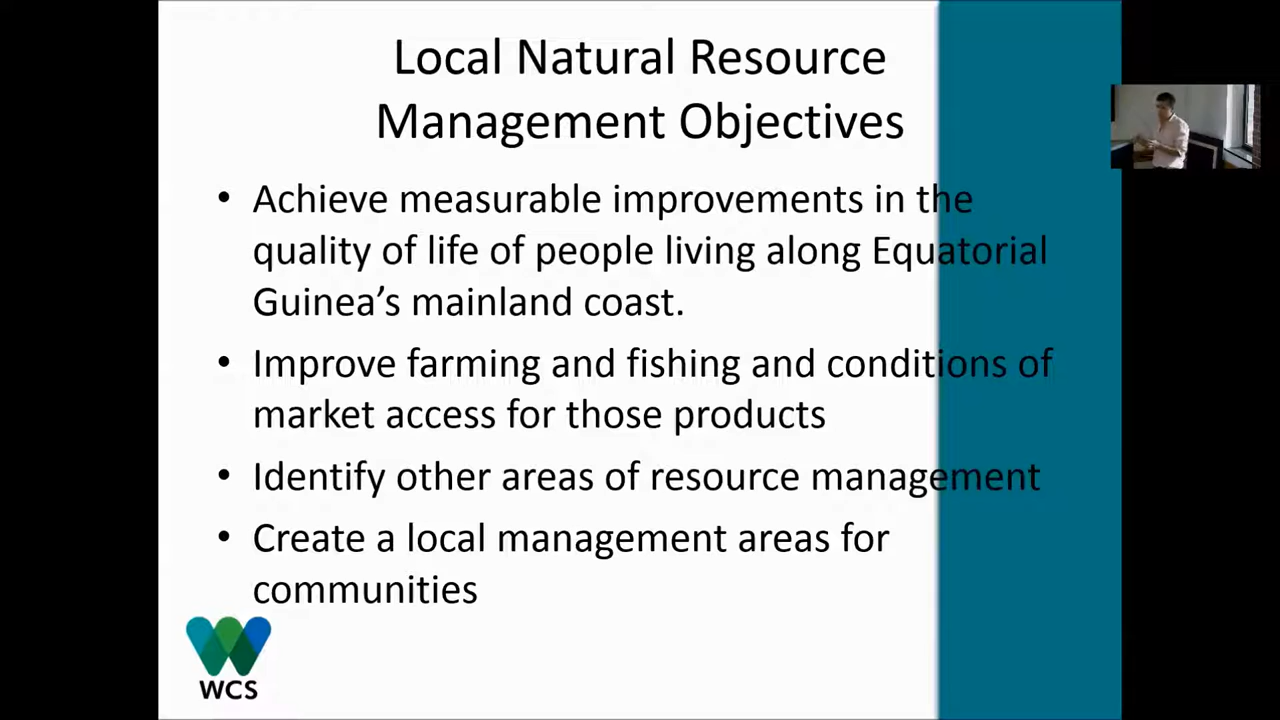 Local Natural Resource
Management Objectives
• Achieve measurable improvements in the
quality of life of people living along Equatorial
Guinea’s mainland coast.
• Improve farming and fishing and conditions of
market access for those products
• Identify other areas of resource management
• Create a local management areas for
communities
WCS